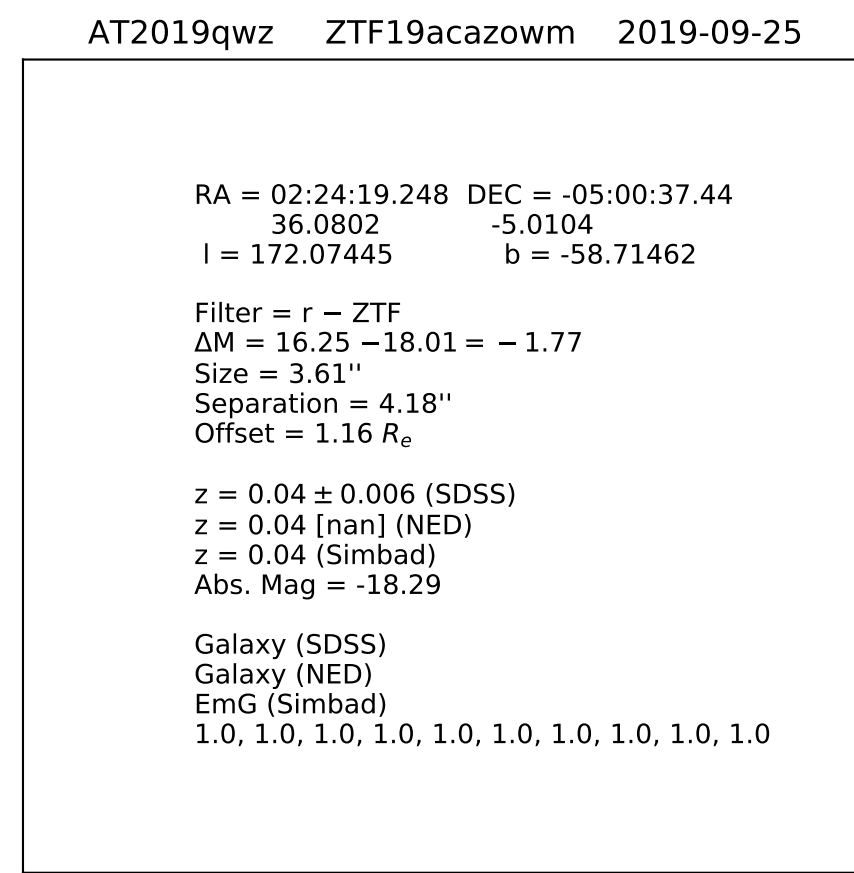 AT2019qwz ZTF19acazowm 2019-09-25
RA = 02:24:19.248 DEC = -05:00:37.44
36.0802 -5.0104
l = 172.07445 b = -58.71462
Filter = r − ZTF
ΔM = 16.25 −18.01 = − 1.77
Size = 3.61''
Separation = 4.18''
Offset = 1.16 Re
z = 0.04 ± 0.006 (SDSS)
z = 0.04 [nan] (NED)
z = 0.04 (Simbad)
Abs. Mag = -18.29
Galaxy (SDSS)
Galaxy (NED)
EmG (Simbad)
1.0, 1.0, 1.0, 1.0, 1.0, 1.0, 1.0, 1.0, 1.0, 1.0